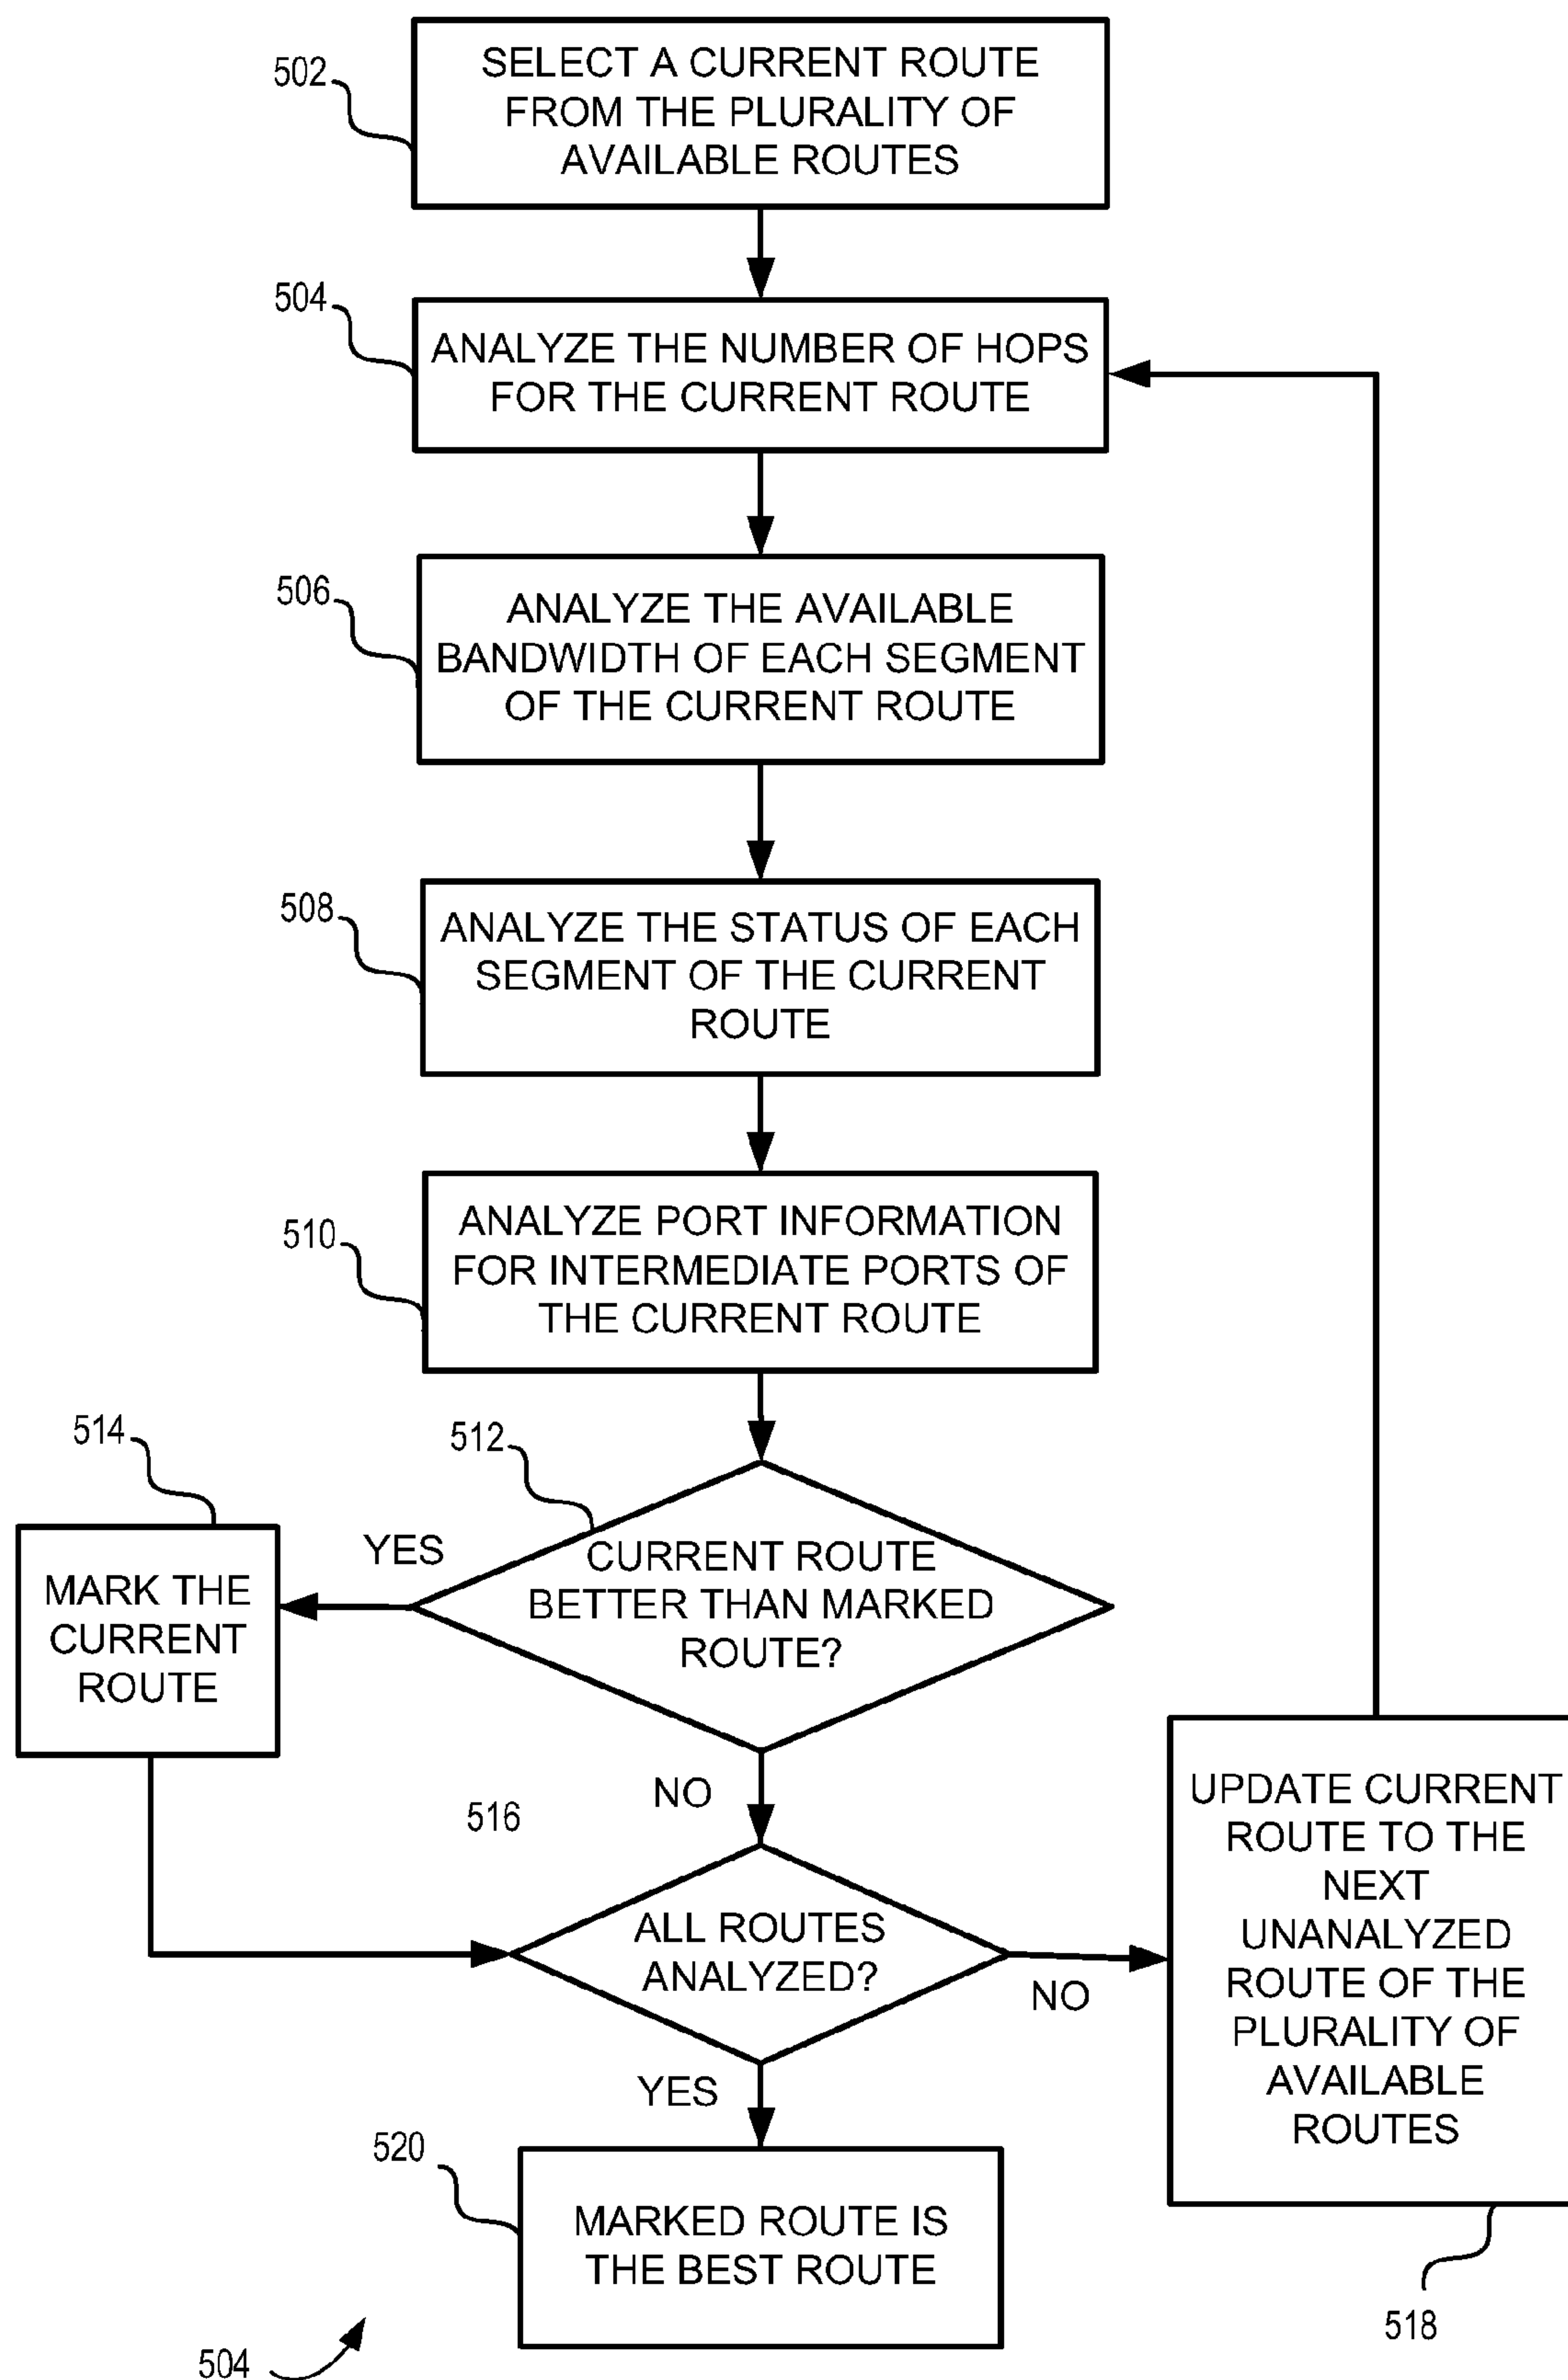 502
SELECT A CURRENT ROUTE
FROM THE PLURALITY OF
AVAILABLE ROUTES
504
ANALYZE THE NUMBER OF HOPS
FOR THE CURRENT ROUTE
506
ANALYZE THE AVAILABLE
BANDWIDTH OF EACH SEGMENT
OF THE CURRENT ROUTE
508
ANALYZE THE STATUS OF EACH
SEGMENT OF THE CURRENT
ROUTE
510
ANALYZE PORT INFORMATION
FOR INTERMEDIATE PORTS OF
THE CURRENT ROUTE
512
CURRENT ROUTE
BETTER THAN MARKED
ROUTE?
YES
514
MARK THE
CURRENT
ROUTE
NO
516
ALL ROUTES
ANALYZED?
NO
UPDATE CURRENT
ROUTE TO THE
NEXT
UNANALYZED
ROUTE OF THE
PLURALITY OF
AVAILABLE
ROUTES
518
YES
520
MARKED ROUTE IS
THE BEST ROUTE
504